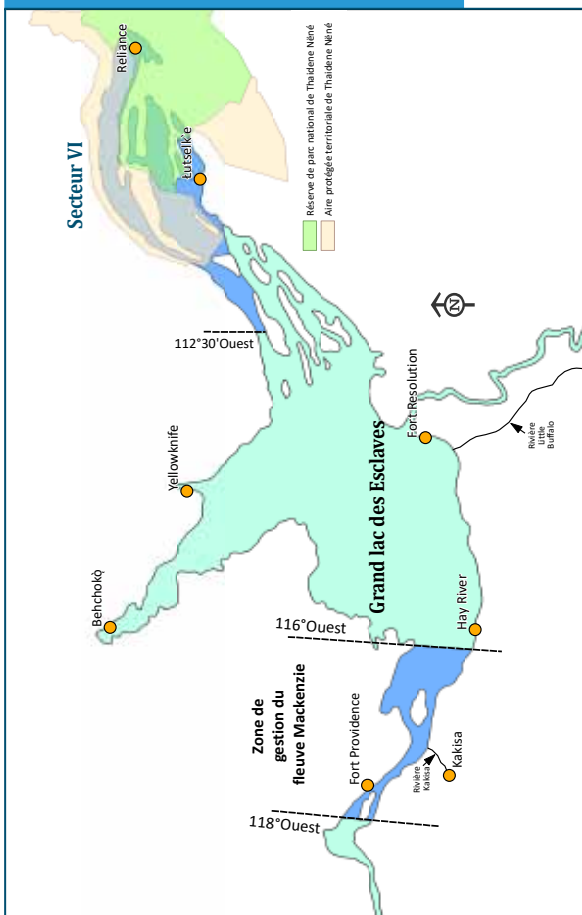 Secteur VI
Reliance
Łutselk'e
Réserve de parc national de Thaidene Nëné
Aire protégée territoriale de Thaidene Nëné
112°30'Ouest
N
Yellowknife
Behchokǫ̀
Grand lac des Esclaves
Fort Resolution
Rivière
Little
Buffalo
116°Ouest
Hay River
Zone de
gestion du
fleuve Mackenzie
Fort Providence
Rivière
Kakisa
Kakisa
118°Ouest